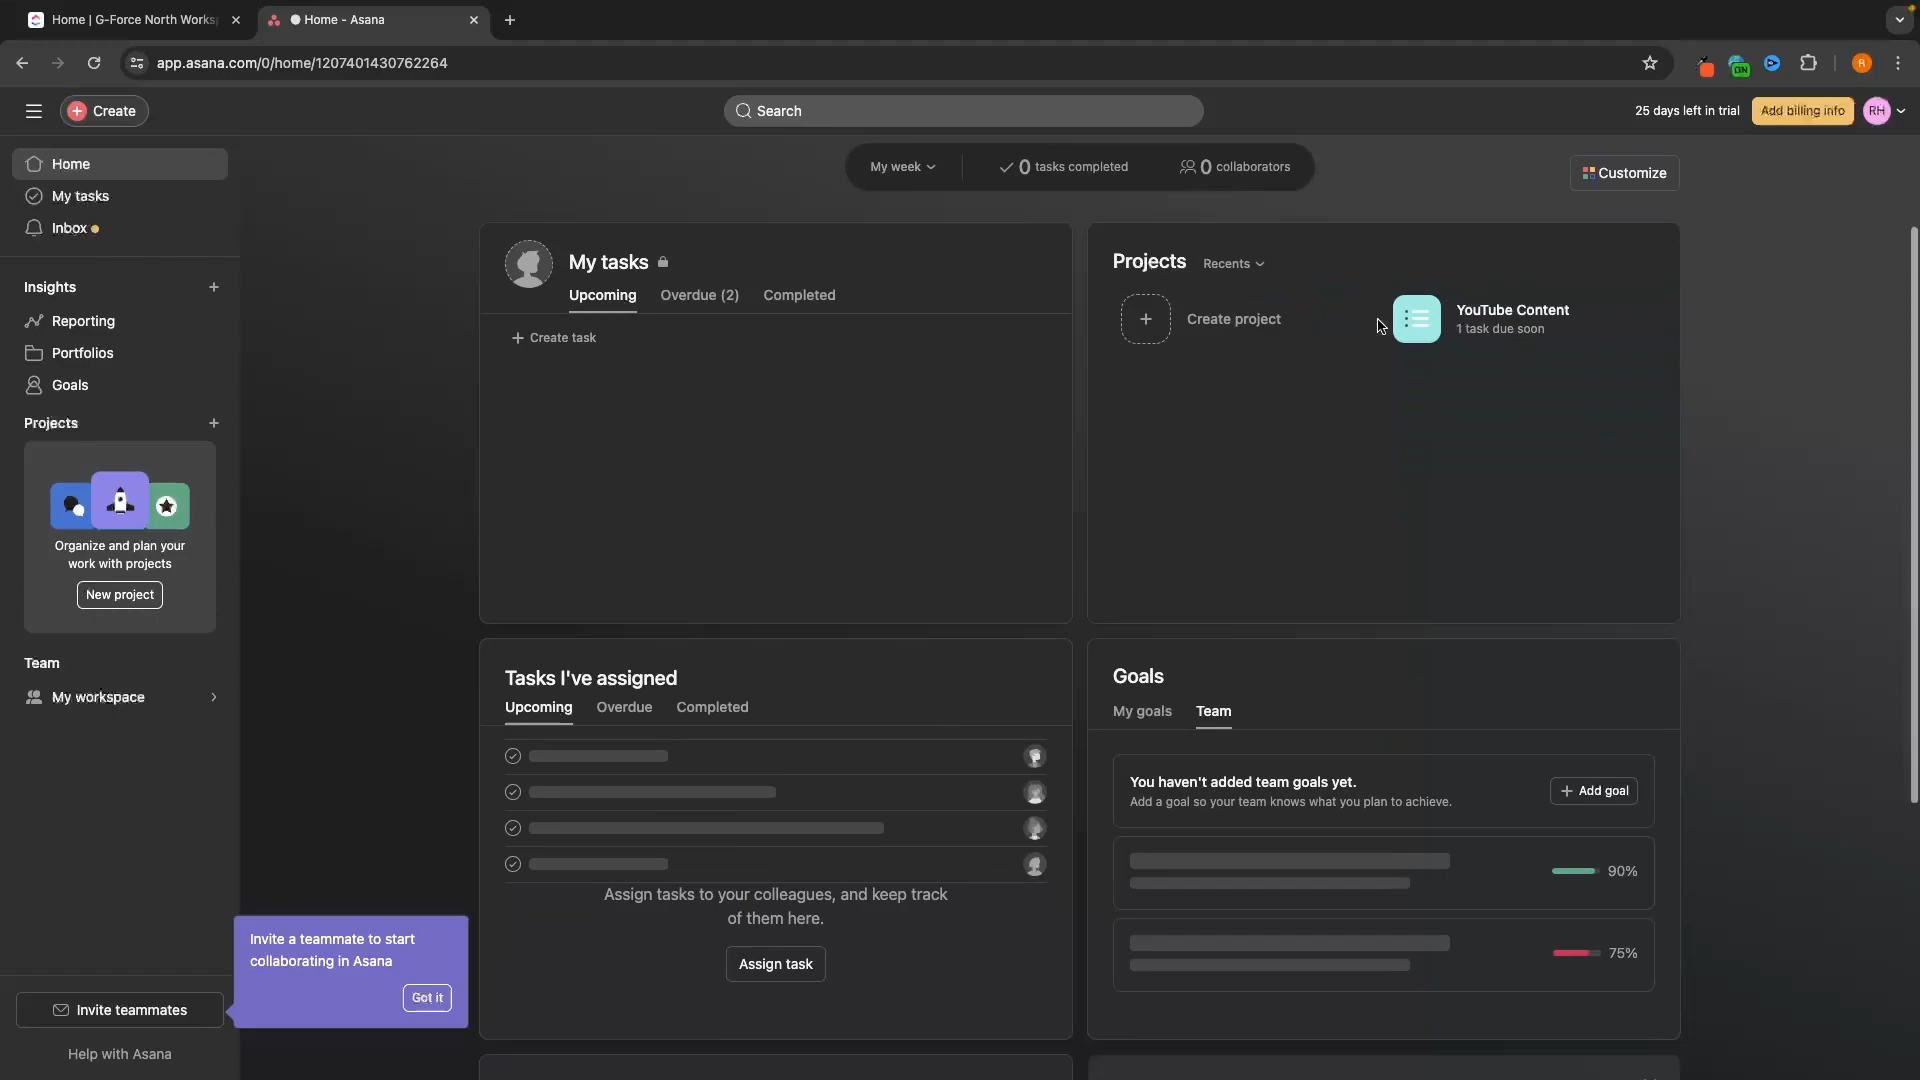 Home | G-Force North Works
Home - Asana
app.asana.com/0/home/1207401430762264
ON
R
Create
Search
25 days left in trial
Add billing info
RH
Home
My tasks
Inbox
Insights
Reporting
Portfolios
Goals
Projects
Organize and plan your
work with projects
New project
Team
My workspace
Invite a teammate to start
collaborating in Asana
Got it
Invite teammates
Help with Asana
My week
0 tasks completed
0 collaborators
Customize
My tasks
Upcoming
Overdue (2)
Completed
Create task
Projects
Recents
Create project
YouTube Content
1 task due soon
Tasks I've assigned
Upcoming
Overdue
Completed
Assign tasks to your colleagues, and keep track
of them here.
Assign task
Goals
My goals
Team
You haven't added team goals yet.
Add a goal so your team knows what you plan to achieve.
Add goal
90%
75%